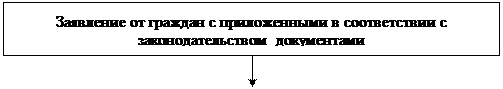 Заявление от граждан с приложенными в соответствии с
законодательством документами